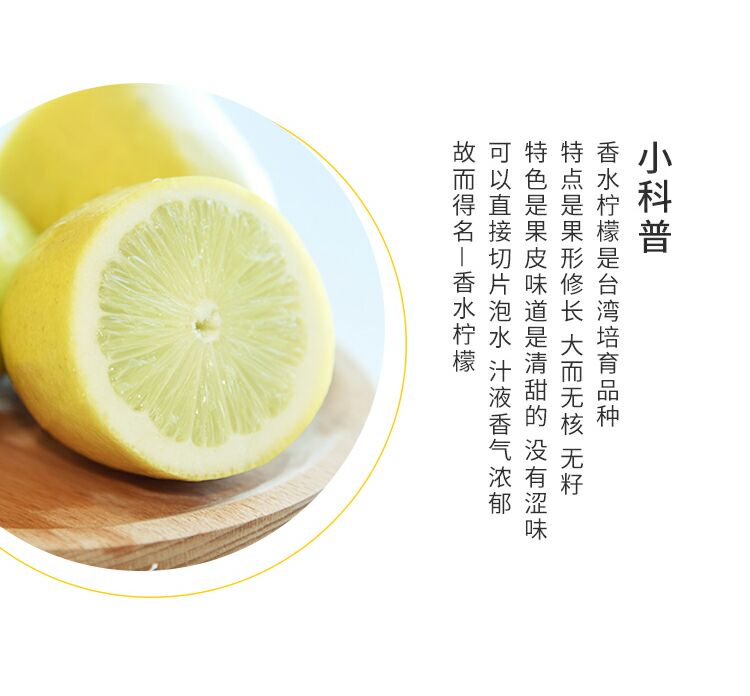 小科普
香水柠檬是台湾培育品种
特点是果形修长 大而无核 无籽
特色是果皮味道是清甜的 没有涩味
可以直接切片泡水 汁液香气浓郁
故而得名—香水柠檬